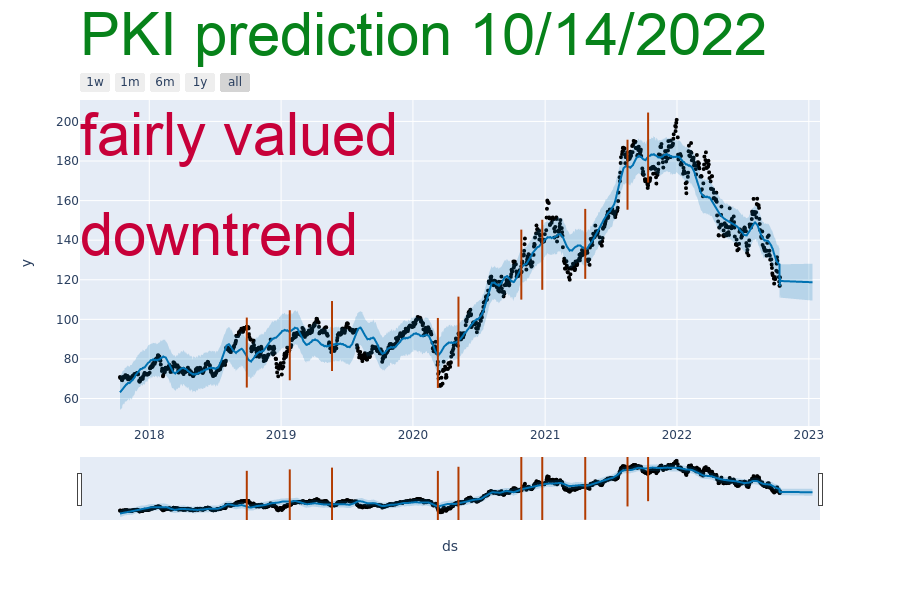 PKI prediction 10/14/2022
1w 1m 6m 1y all
fairly valued
downtrend
200
180
160
140
120
100
80
60
y
2018 2019 2020 2021 2022 2023
ds